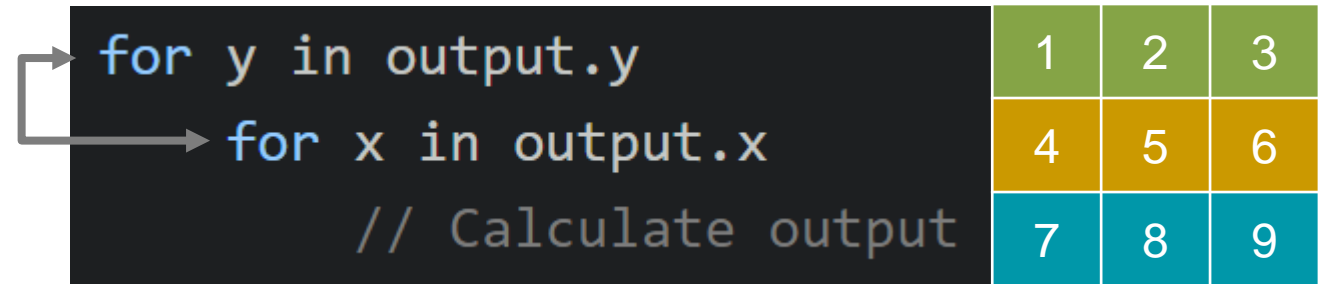 for y in output.y 1 2 3
for x in output.x 4 5 6
// Calculate output 7 8 9